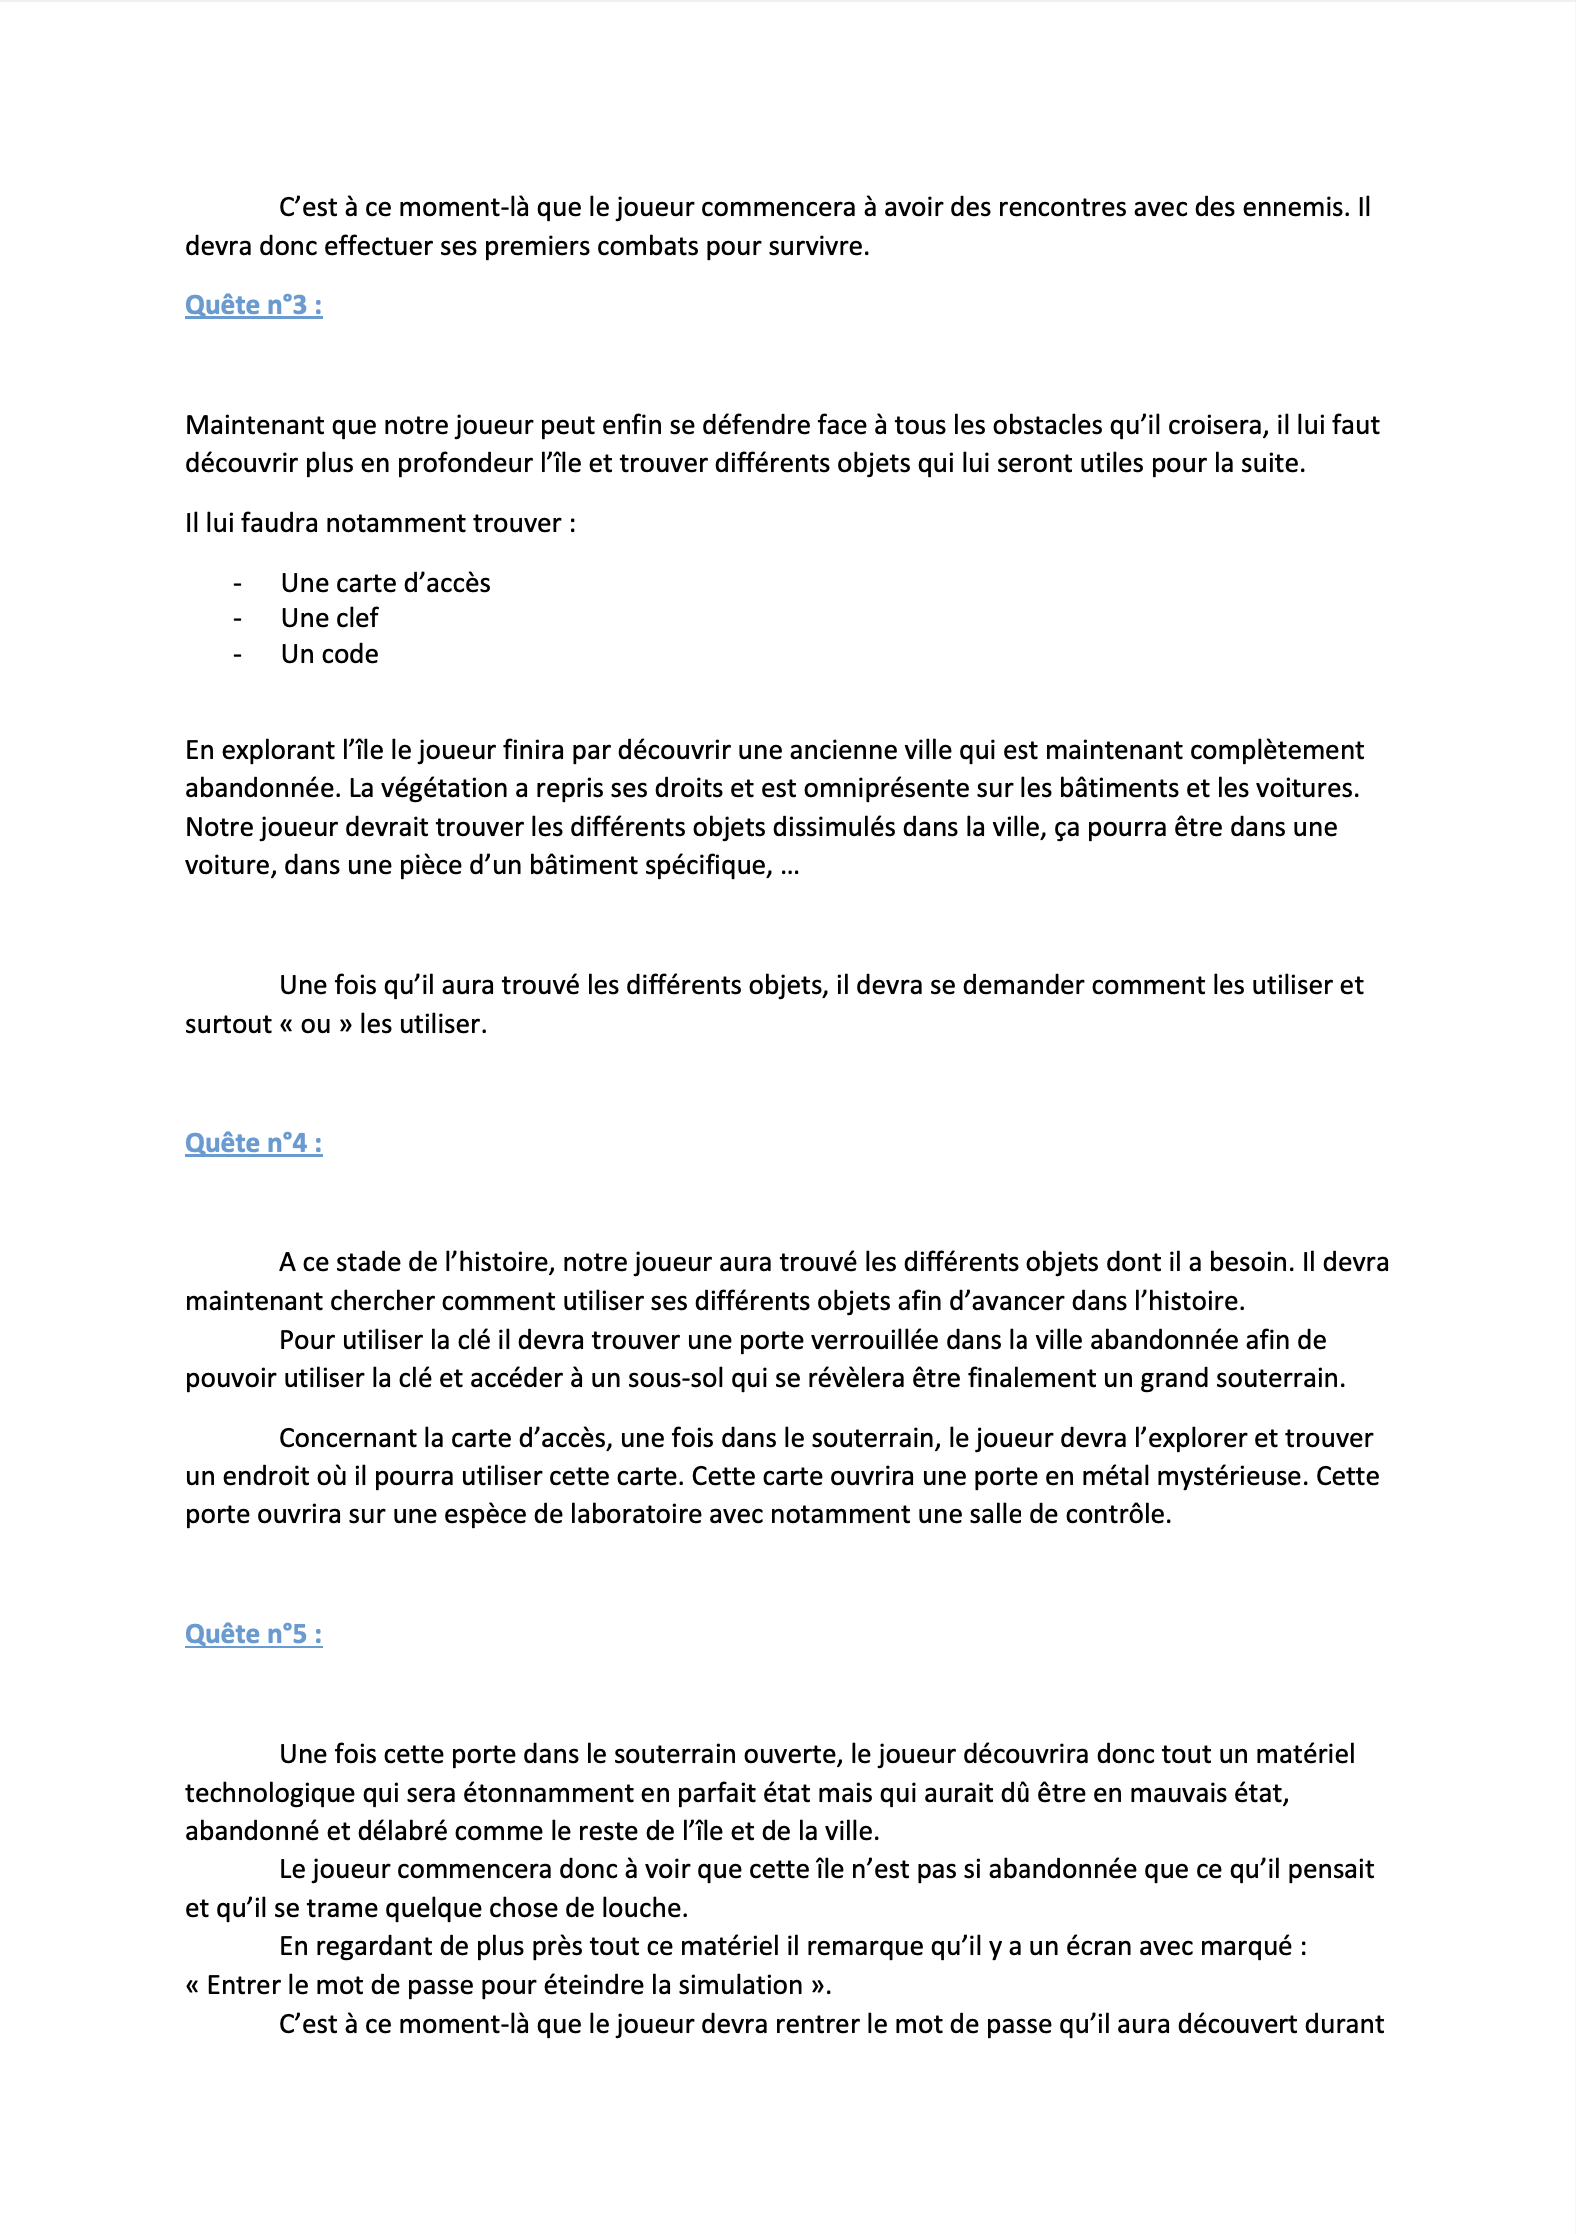 C’est à ce moment-là que le joueur commencera à avoir des rencontres avec des ennemis. Il
devra donc effectuer ses premiers combats pour survivre.
Quête n°3 :
Maintenant que notre joueur peut enfin se défendre face à tous les obstacles qu’il croisera, il lui faut
découvrir plus en profondeur l’île et trouver différents objets qui lui seront utiles pour la suite.
Il lui faudra notamment trouver :
- Une carte d’accès
- Une clef
- Un code
En explorant l’île le joueur finira par découvrir une ancienne ville qui est maintenant complètement
abandonnée. La végétation a repris ses droits et est omniprésente sur les bâtiments et les voitures.
Notre joueur devrait trouver les différents objets dissimulés dans la ville, ça pourra être dans une
voiture, dans une pièce d’un bâtiment spécifique, …
Une fois qu’il aura trouvé les différents objets, il devra se demander comment les utiliser et
surtout « ou » les utiliser.
Quête n°4 :
A ce stade de l’histoire, notre joueur aura trouvé les différents objets dont il a besoin. Il devra
maintenant chercher comment utiliser ses différents objets afin d’avancer dans l’histoire.
Pour utiliser la clé il devra trouver une porte verrouillée dans la ville abandonnée afin de
pouvoir utiliser la clé et accéder à un sous-sol qui se révèlera être finalement un grand souterrain.
Concernant la carte d’accès, une fois dans le souterrain, le joueur devra l’explorer et trouver
un endroit où il pourra utiliser cette carte. Cette carte ouvrira une porte en métal mystérieuse. Cette
porte ouvrira sur une espèce de laboratoire avec notamment une salle de contrôle.
Quête n°5 :
Une fois cette porte dans le souterrain ouverte, le joueur découvrira donc tout un matériel
technologique qui sera étonnamment en parfait état mais qui aurait dû être en mauvais état,
abandonné et délabré comme le reste de l’île et de la ville.
Le joueur commencera donc à voir que cette île n’est pas si abandonnée que ce qu’il pensait
et qu’il se trame quelque chose de louche.
En regardant de plus près tout ce matériel il remarque qu’il y a un écran avec marqué :
« Entrer le mot de passe pour éteindre la simulation ».
C’est à ce moment-là que le joueur devra rentrer le mot de passe qu’il aura découvert durant